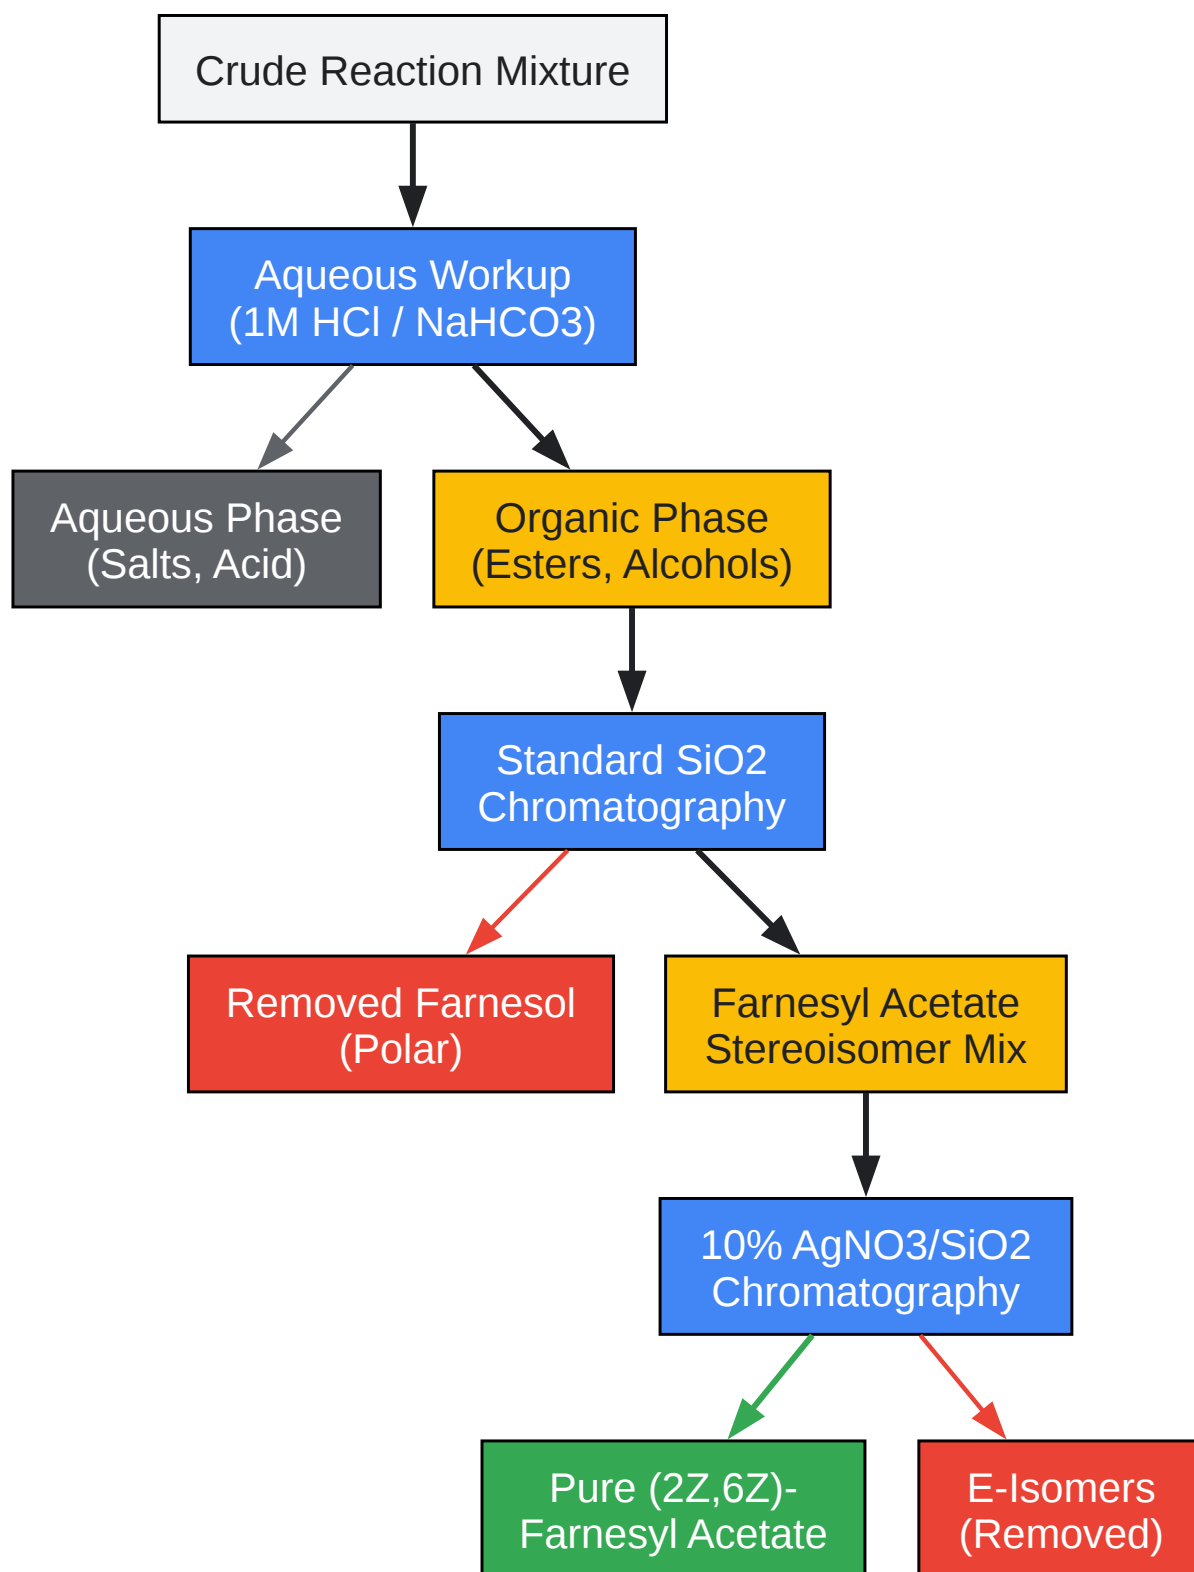 Crude Reaction Mixture
Aqueous Workup
(1M HCl / NaHCO3)
Aqueous Phase
(Salts, Acid)
Organic Phase
(Esters, Alcohols)
Standard SiO2
Chromatography
Removed Farnesol
(Polar)
Farnesyl Acetate
Stereoisomer Mix
10% AgNO3/SiO2
Chromatography
Pure (2Z,6Z)-
Farnesyl Acetate
E-Isomers
(Removed)